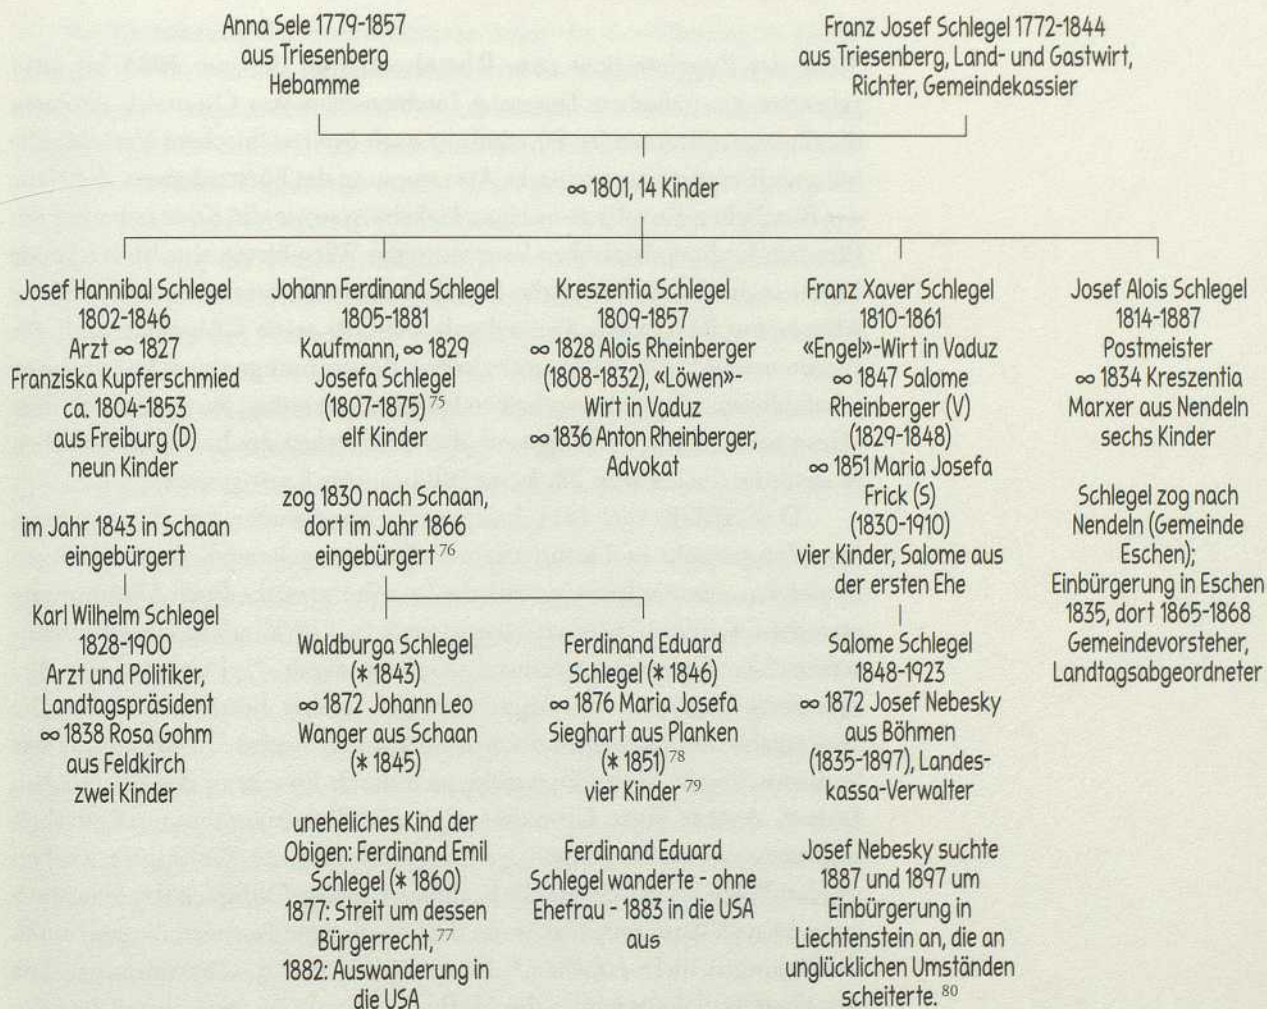 Anna Sele 1779-1857
aus Triesenberg
Hebamme
Franz Josef Schlegel 1772-1844
aus Triesenberg, Land- und Gastwirt,
Richter, Gemeindekassier
∞ 1801, 14 Kinder
Josef Hannibal Schlegel
1802-1846
Arzt ∞ 1827
Franziska Kupferschmied
ca. 1804-1853
aus Freiburg (D)
neun Kinder
im Jahr 1843 in Schaan
eingebürgert
Karl Wilhelm Schlegel
1828-1900
Arzt und Politiker,
Landtagspräsident
∞ 1838 Rosa Gohm
aus Feldkirch
zwei Kinder
Johann Ferdinand Schlegel
1805-1881
Kaufmann, ∞ 1829
Josefa Schlegel
(1807-1875) 75
elf Kinder
zog 1830 nach Schaan,
dort im Jahr 1866
eingebürgert 76
Waldburga Schlegel
(* 1843)
∞ 1872 Johann Leo
Wanger aus Schaan
(* 1845)
uneheliches Kind der
Obigen: Ferdinand Emil
Schlegel (* 1860)
1877: Streit um dessen
Bürgerrecht, 77
1882: Auswanderung in
die USA
Ferdinand Eduard
Schlegel (* 1846)
∞ 1876 Maria Josefa
Sieghart aus Planken
(* 1851) 78
vier Kinder 79
Ferdinand Eduard
Schlegel wanderte - ohne
Ehefrau - 1883 in die USA
aus
Kreszentia Schlegel
1809-1857
∞ 1828 Alois Rheinberger
(1808-1832), «Löwen»-
Wirt in Vaduz
∞ 1836 Anton Rheinberger,
Advokat
Franz Xaver Schlegel
1810-1861
«Engel»-Wirt in Vaduz
∞ 1847 Salome
Rheinberger (V)
(1829-1848)
∞ 1851 Maria Josefa
Frick (S)
(1830-1910)
vier Kinder, Salome aus
der ersten Ehe
Salome Schlegel
1848-1923
∞ 1872 Josef Nebesky
aus Böhmen
(1835-1897), Landes-
kassa-Verwalter
Josef Nebesky suchte
1887 und 1897 um
Einbürgerung in
Liechtenstein an, die an
unglücklichen Umständen
scheiterte. 80
Josef Alois Schlegel
1814-1887
Postmeister
∞ 1834 Kreszentia
Marxer aus Nendeln
sechs Kinder
Schlegel zog nach
Nendeln (Gemeinde
Eschen);
Einbürgerung in Eschen
1835, dort 1865-1868
Gemeindevorsteher,
Landtagsabgeordneter